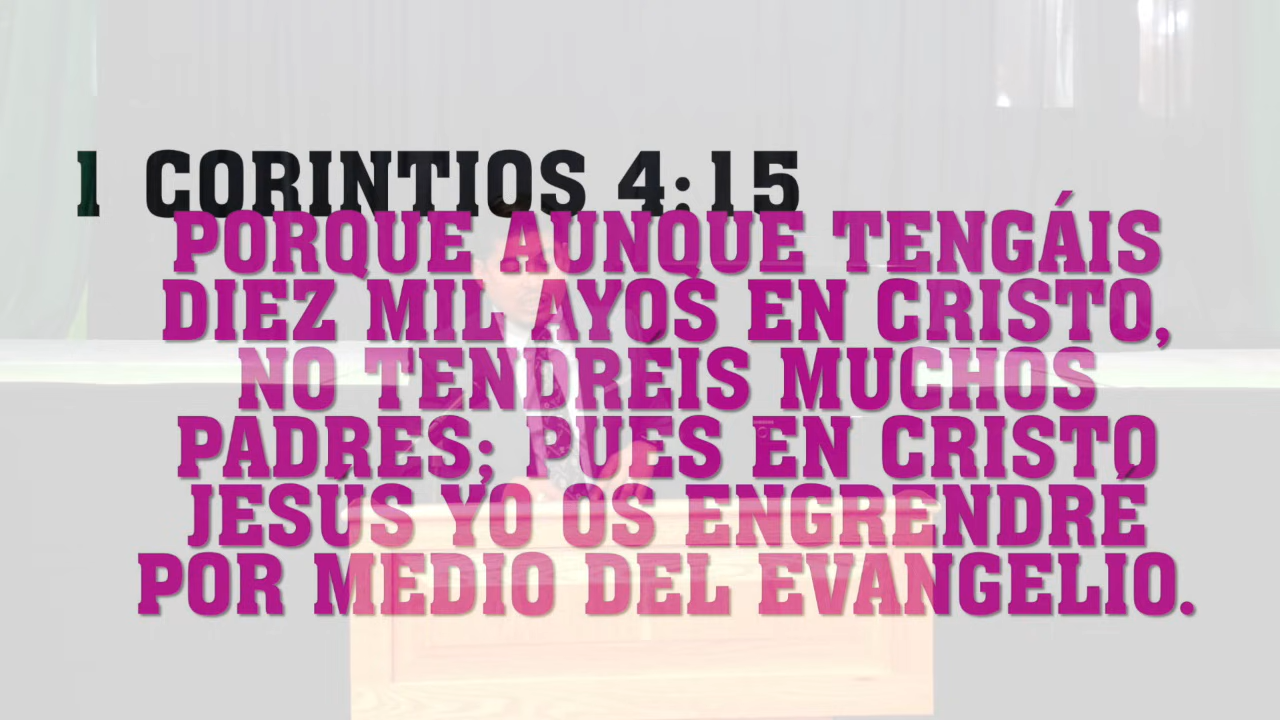 1 CORINTIOS 4:15
PORQUE AUNQUE TENGÁIS
DIEZ MIL AYOS EN CRISTO,
NO TENDREIS MUCHOS
PADRES; PUES EN CRISTO
JESÚS YO OS ENGRENDRÉ
POR MEDIO DEL EVANGELIO.